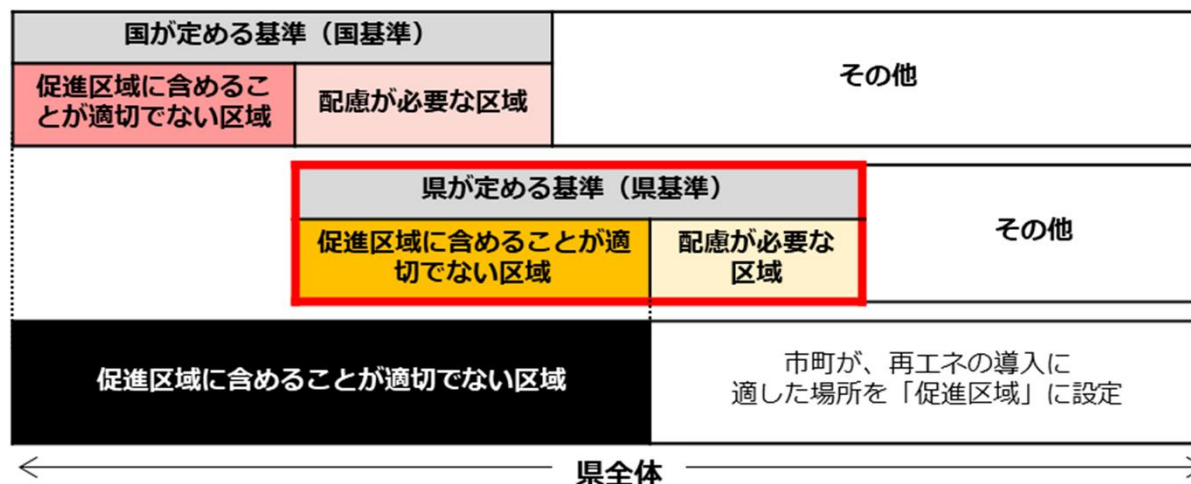 国が定める基準（国基準）
促進区域に含めるこ
とが適切でない区域
配慮が必要な区域
その他
県が定める基準（県基準）
促進区域に含めることが適
切でない区域
配慮が必要な
区域
その他
促進区域に含めることが適切でない区域
市町が、再エネの導入に
適した場所を「促進区域」に設定
県全体